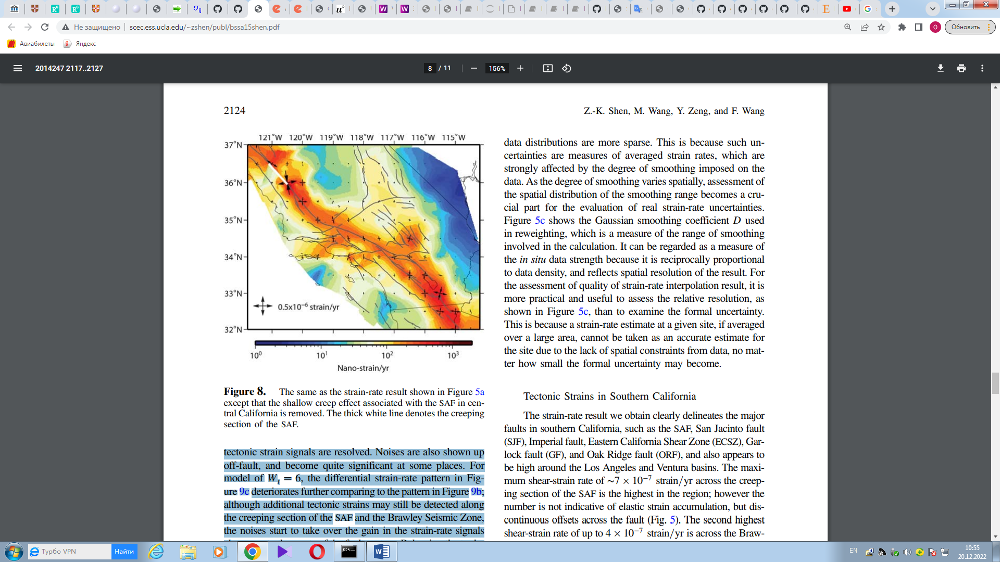 Не защищено
scec.ess.ucla.edu/~zshen/publ/bssa15shen.pdf
Обновить
Авиабилеты
Яндекс
2014247 2117..2127
8 / 11
156%
2124
Z.-K. Shen, M. Wang, Y. Zeng, and F. Wang
121°W 120°W 119°W 118°W 117°W 116°W 115°W
37°N
36°N
35°N
34°N
33°N
32°N
0.5x10⁻⁶ strain/yr
10⁰ 10¹ 10² 10³
Nano-strain/yr
Figure 8. The same as the strain-rate result shown in Figure 5a
except that the shallow creep effect associated with the SAF in cen-
tral California is removed. The thick white line denotes the creeping
section of the SAF.
tectonic strain signals are resolved. Noises are also shown up
off-fault, and become quite significant at some places. For
model of Wₜ = 6, the differential strain-rate pattern in Fig-
ure 9c deteriorates further comparing to the pattern in Figure 9b;
although additional tectonic strains may still be detected along
the creeping section of the SAF and the Brawley Seismic Zone,
the noises start to take over the gain in the strain-rate signals
data distributions are more sparse. This is because such un-
certainties are measures of averaged strain rates, which are
strongly affected by the degree of smoothing imposed on the
data. As the degree of smoothing varies spatially, assessment of
the spatial distribution of the smoothing range becomes a cru-
cial part for the evaluation of real strain-rate uncertainties.
Figure 5c shows the Gaussian smoothing coefficient D used
in reweighting, which is a measure of the range of smoothing
involved in the calculation. It can be regarded as a measure of
the in situ data strength because it is reciprocally proportional
to data density, and reflects spatial resolution of the result. For
the assessment of quality of strain-rate interpolation result, it is
more practical and useful to assess the relative resolution, as
shown in Figure 5c, than to examine the formal uncertainty.
This is because a strain-rate estimate at a given site, if averaged
over a large area, cannot be taken as an accurate estimate for
the site due to the lack of spatial constraints from data, no mat-
ter how small the formal uncertainty may become.
Tectonic Strains in Southern California
The strain-rate result we obtain clearly delineates the major
faults in southern California, such as the SAF, San Jacinto fault
(SJF), Imperial fault, Eastern California Shear Zone (ECSZ), Gar-
lock fault (GF), and Oak Ridge fault (ORF), and also appears to
be high around the Los Angeles and Ventura basins. The maxi-
mum shear-strain rate of ~7 × 10⁻⁷ strain/yr across the creep-
ing section of the SAF is the highest in the region; however the
number is not indicative of elastic strain accumulation, but dis-
continuous offsets across the fault (Fig. 5). The second highest
shear-strain rate of up to 4 × 10⁻⁷ strain/yr is across the Braw-
Турбо VPN
Найти
EN
10:55
20.12.2022